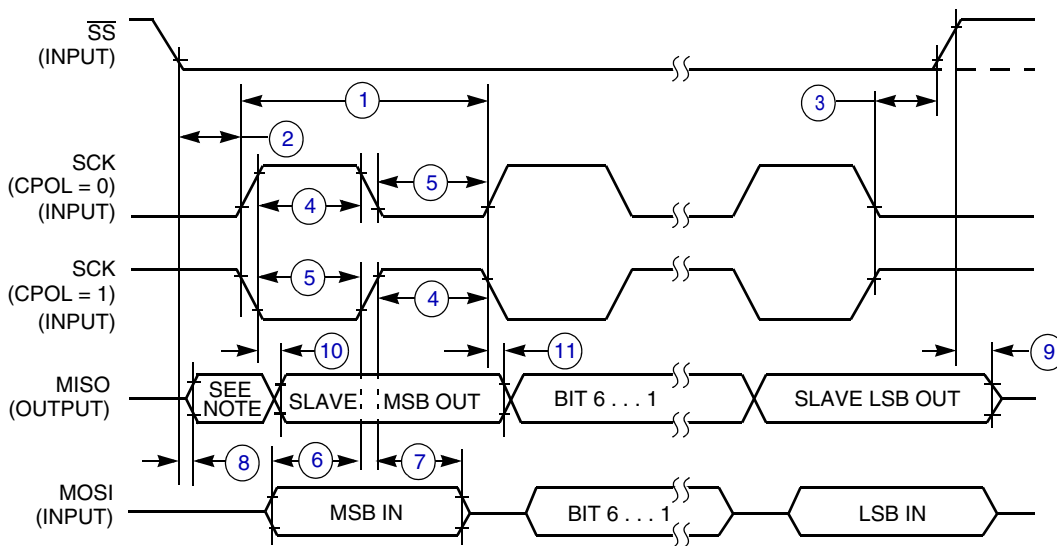 SS
(INPUT)
1
3
2
SCK
(CPOL = 0)
(INPUT)
5
4
SCK
(CPOL = 1)
(INPUT)
5
4
10
11
9
MISO
(OUTPUT)
SEE
NOTE
SLAVE
MSB OUT
BIT 6 . . . 1
SLAVE LSB OUT
8
6
7
MOSI
(INPUT)
MSB IN
BIT 6 . . . 1
LSB IN